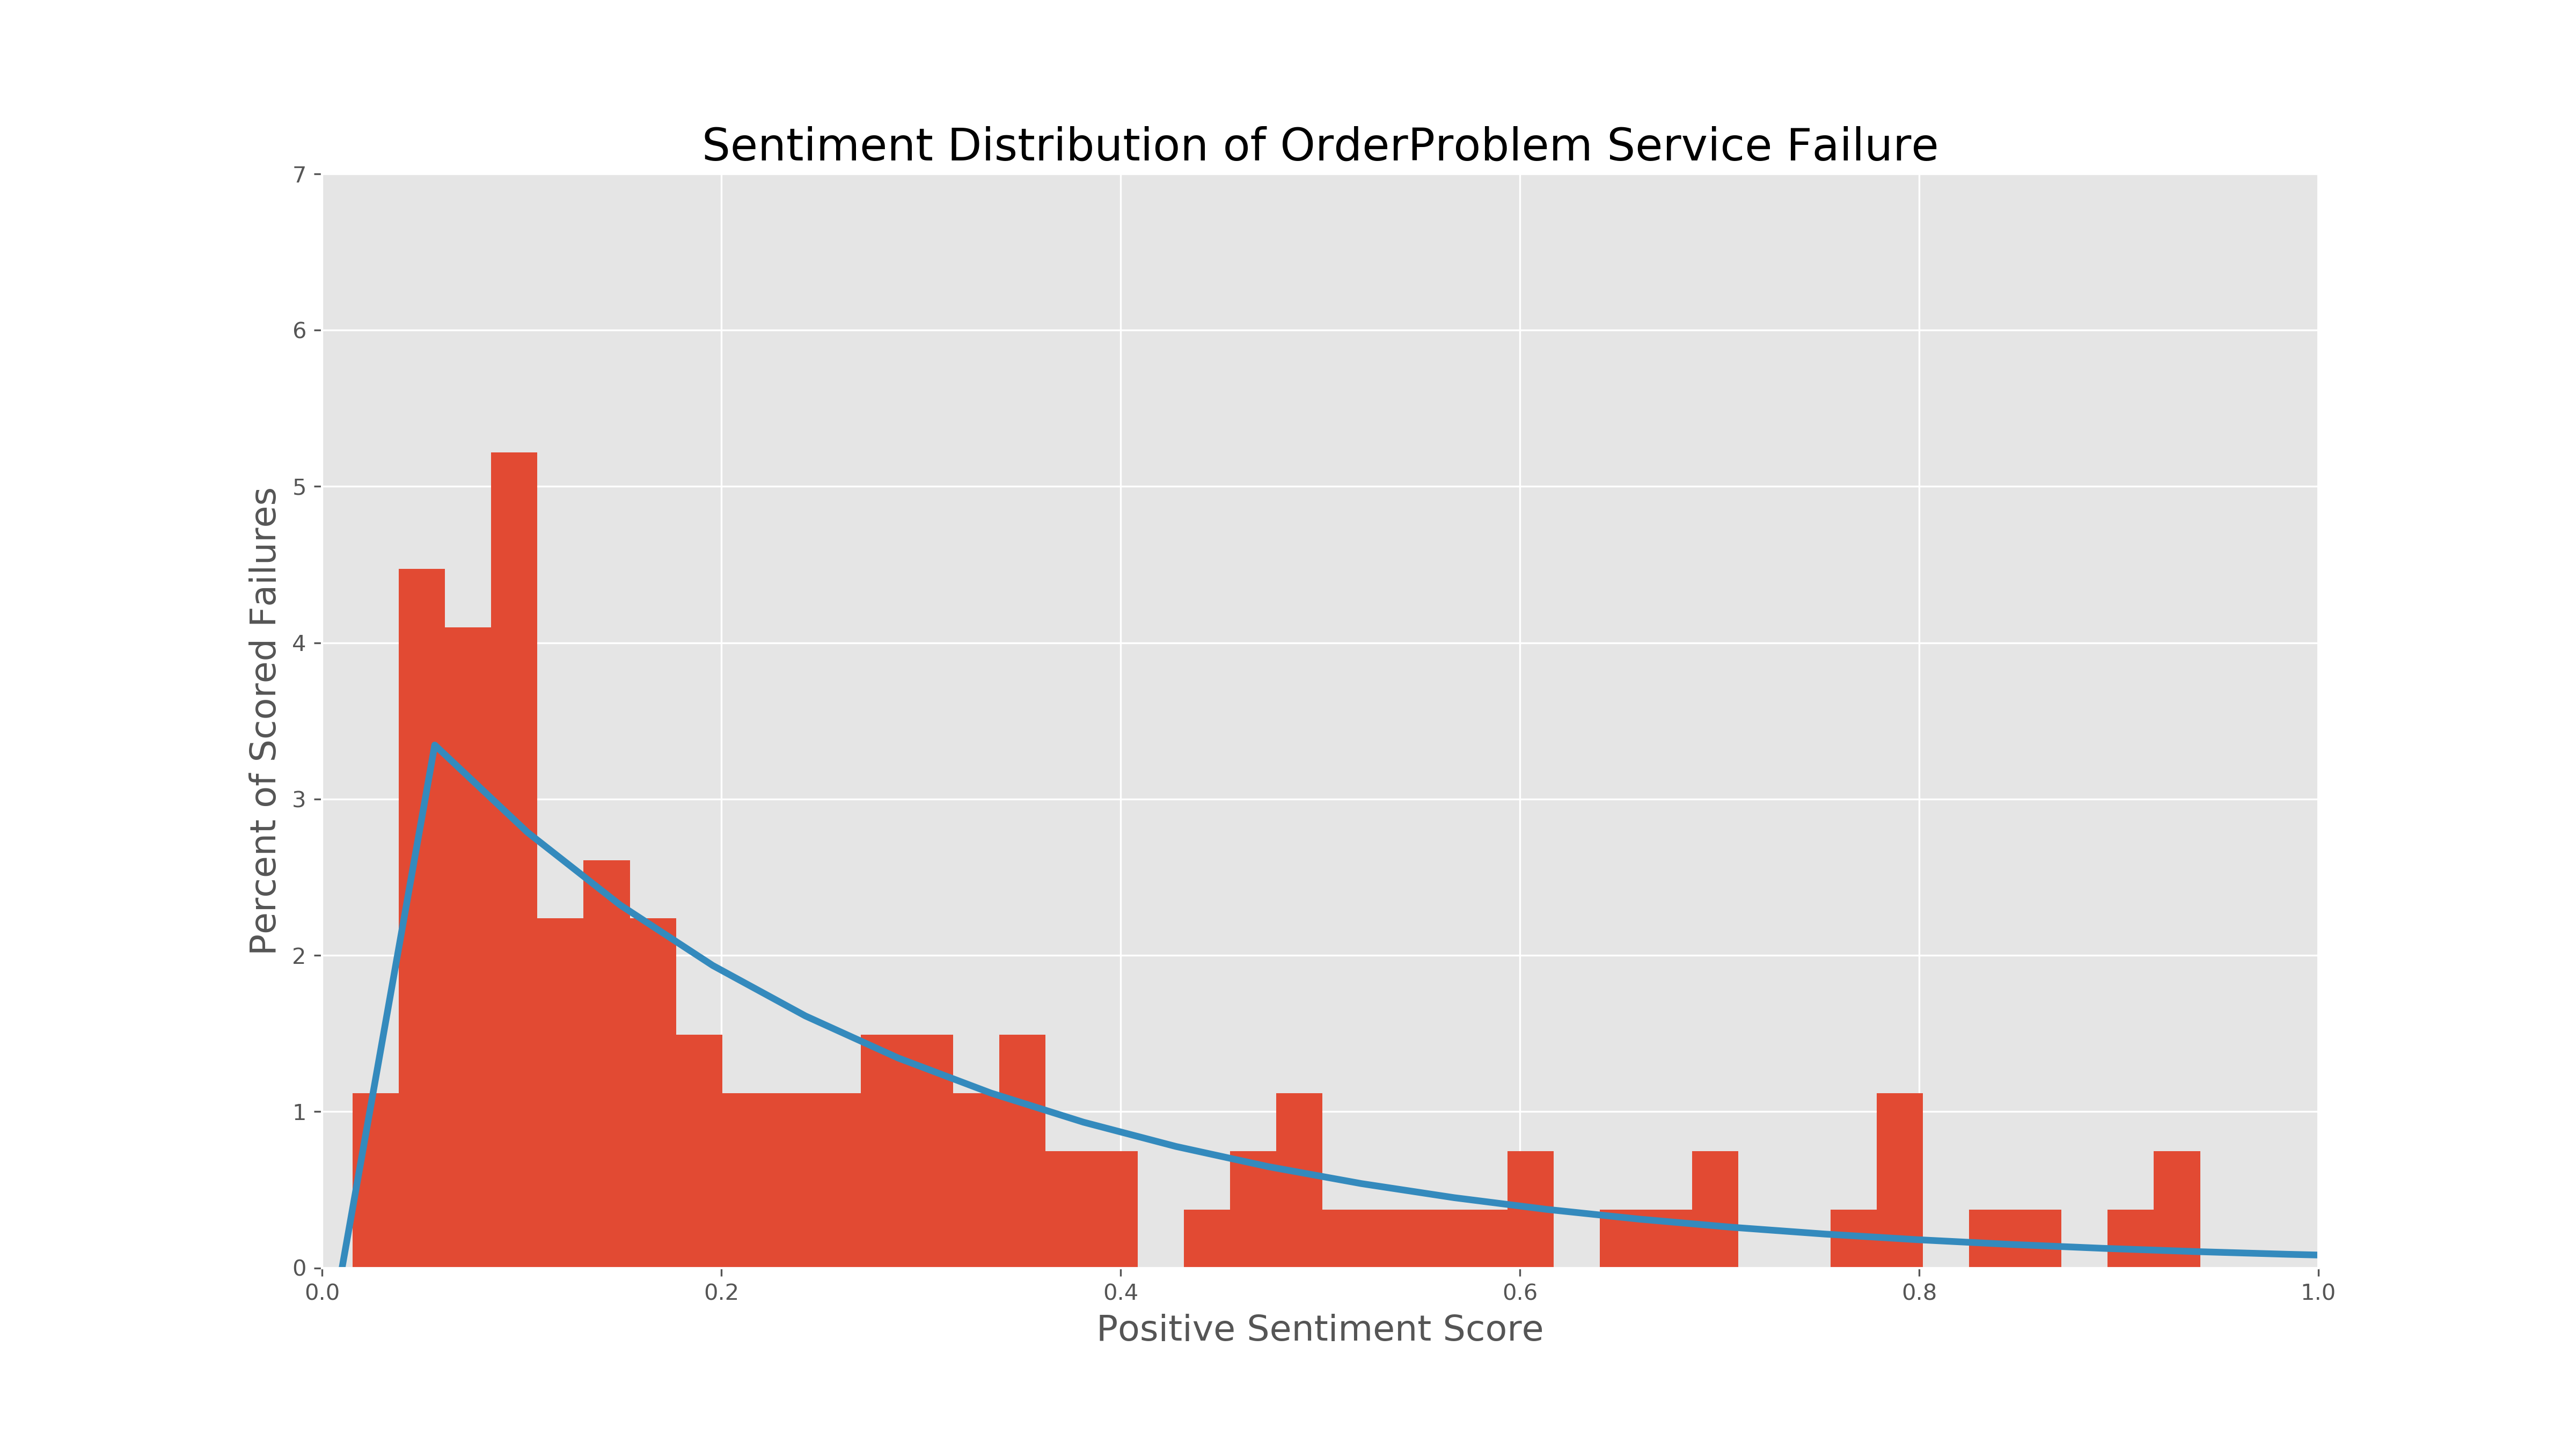 Sentiment Distribution of OrderProblem Service Failure
7
6
5
4
3
2
1
0
Percent of Scored Failures
0.0 0.2 0.4 0.6 0.8 1.0
Positive Sentiment Score